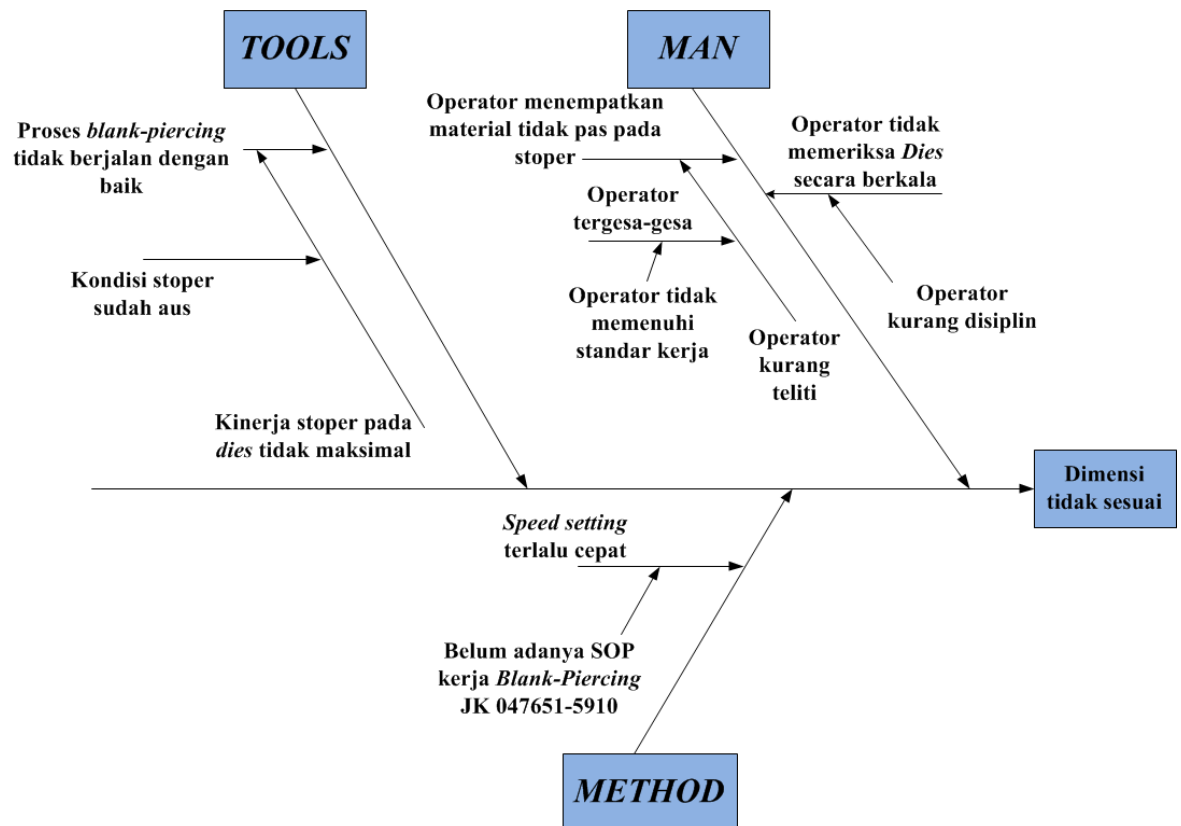 TOOLS
MAN
Proses blank-piercing
tidak berjalan dengan
baik
Kondisi stoper
sudah aus
Kinerja stoper pada
dies tidak maksimal
Operator menempatkan
material tidak pas pada
stoper
Operator
tergesa-gesa
Operator tidak
memenuhi
standar kerja
Operator
kurang
teliti
Operator tidak
memeriksa Dies
secara berkala
Operator
kurang disiplin
Dimensi
tidak sesuai
Speed setting
terlalu cepat
Belum adanya SOP
kerja Blank-Piercing
JK 047651-5910
METHOD